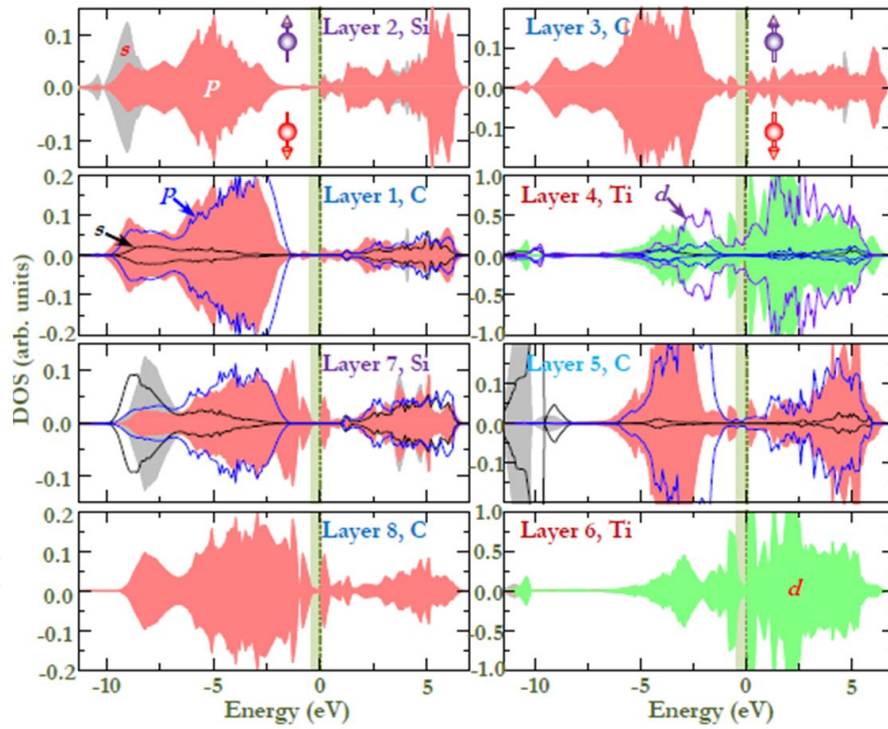 Layer 2, Si
s
p
0.1
0.0
-0.1
Layer 3, C
0.1
0.0
-0.1
Layer 1, C
p
s
0.2
0.1
0.0
-0.1
-0.2
Layer 4, Ti
d
1.0
0.5
0.0
0.5
1.0
DOS (arb. units)
Layer 7, Si
0.1
0.0
-0.1
Layer 5, C
0.1
0.0
-0.1
Layer 8, C
0.2
0.1
0.0
-0.1
-0.2
Layer 6, Ti
d
1.0
0.5
0.0
-0.5
-1.0
-10 -5 0 5
Energy (eV)
-10 -5 0 5
Energy (eV)